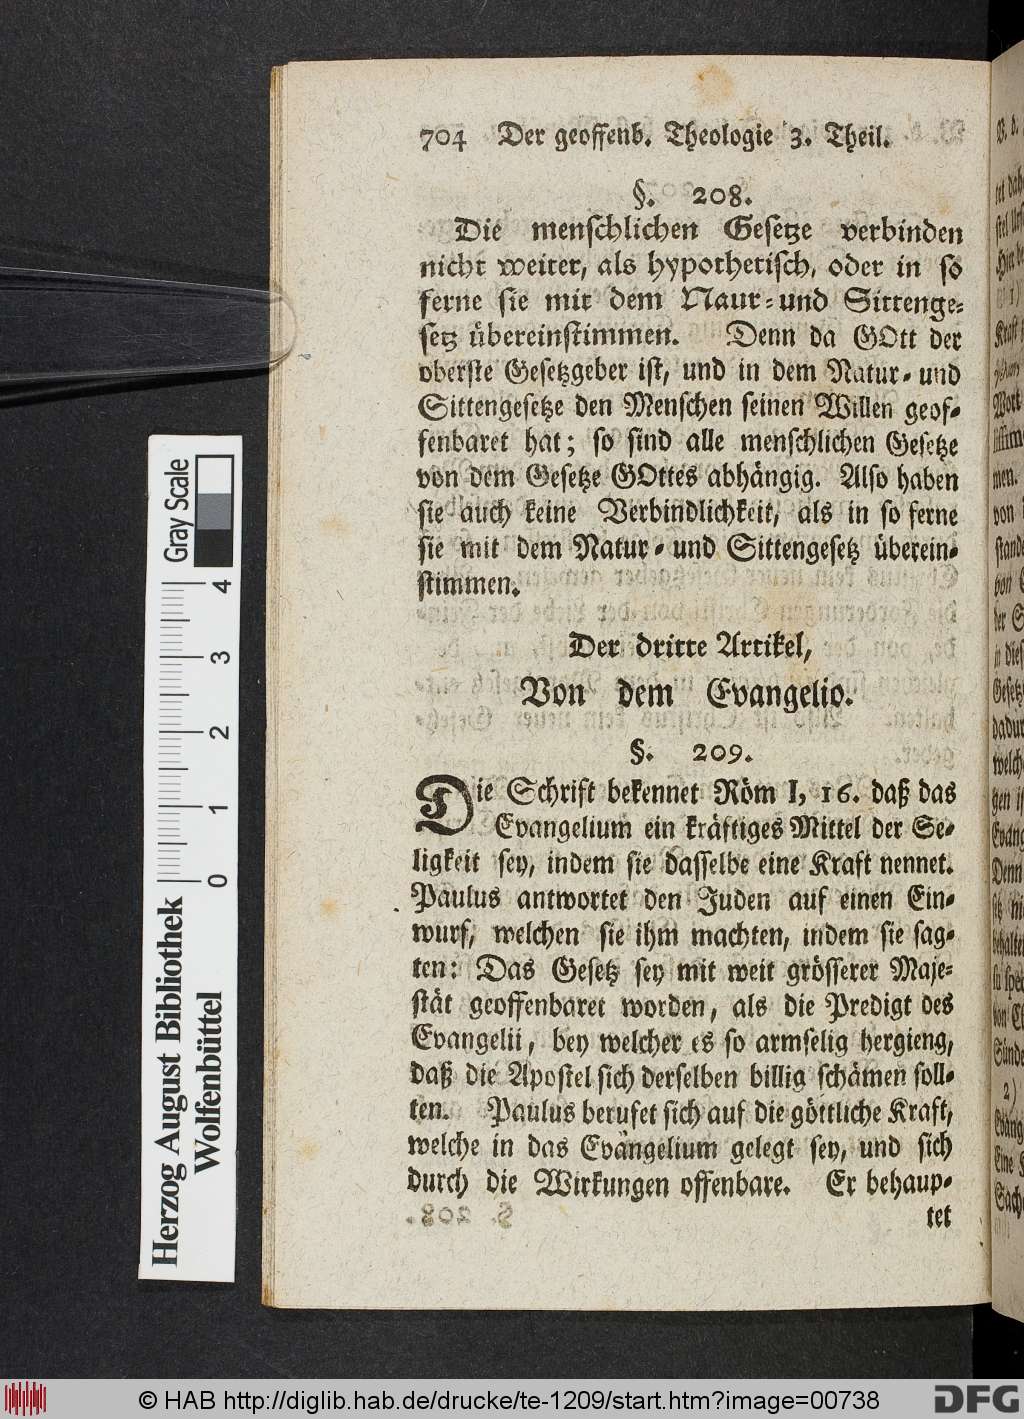 704 Der geoffenb. Theologie 3. Theil.
§. 208.
Die menschlichen Gesetze verbinden
nicht weiter, als hypothetisch, oder in so
ferne sie mit dem Naur-und Sittenge-
setz übereinstimmen. Denn da GOtt der
oberste Gesetzgeber ist, und in dem Natur- und
Sittengesetze den Menschen seinen Willen geof-
fenbaret hat; so sind alle menschlichen Gesetze
von dem Gesetze GOttes abhängig. Also haben
sie auch keine Verbindlichkeit, als in so ferne
sie mit dem Natur- und Sittengesetz überein-
stimmen.
Der dritte Artikel,
Von dem Evangelio.
§. 209.
Die Schrift bekennet Röm I, 16. daß das
Evangelium ein kräftiges Mittel der Se-
ligkeit sey, indem sie dasselbe eine Kraft nennet.
Paulus antwortet den Juden auf einen Ein-
wurf, welchen sie ihm machten, indem sie sag-
ten: Das Gesetz sey mit weit grösserer Maje-
stät geoffenbaret worden, als die Predigt des
Evangelii, bey welcher es so armselig hergieng,
daß die Apostel sich derselben billig schämen soll-
ten. Paulus berufet sich auf die göttliche Kraft,
welche in das Evangelium gelegt sey, und sich
durch die Wirkungen offenbare. Er behaup-
tet
Gray Scale
4
3
2
1
0
Herzog August Bibliothek
Wolfenbüttel
© HAB http://diglib.hab.de/drucke/te-1209/start.htm?image=00738
DFG